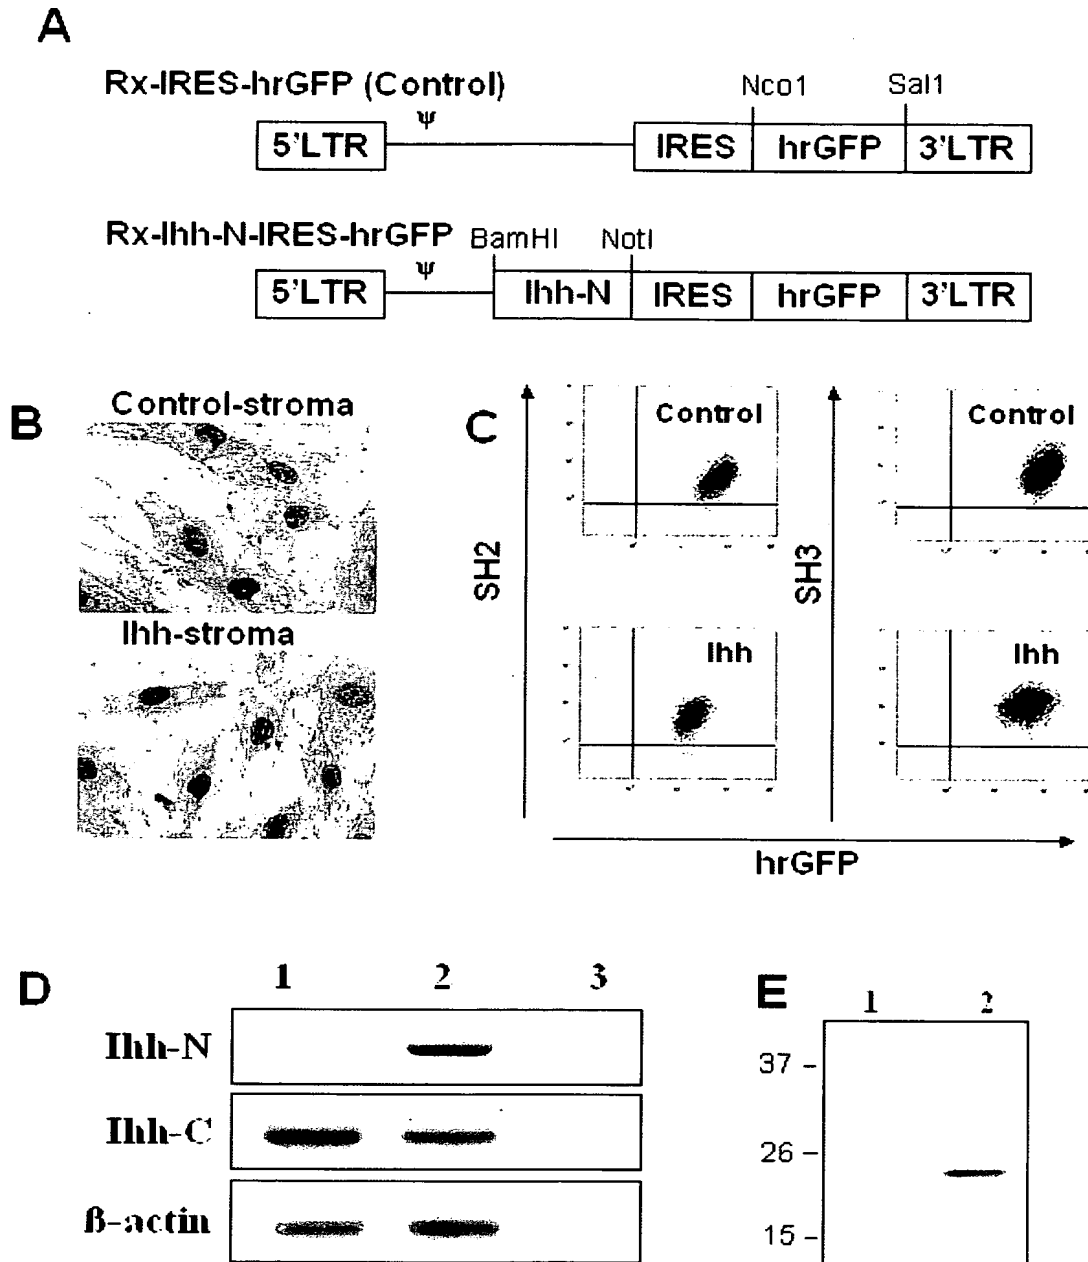 A
Rx-IRES-hrGFP (Control)
Nco1
Sal1
ψ
5'LTR
IRES
hrGFP
3'LTR
Rx-Ihh-N-IRES-hrGFP
BamHI
NotI
ψ
5'LTR
Ihh-N
IRES
hrGFP
3'LTR
B
Control-stroma
Ihh-stroma
C
Control
Control
SH2
SH3
Ihh
Ihh
hrGFP
D
1
2
3
Ihh-N
Ihh-C
ß-actin
E
1
2
37
26
15